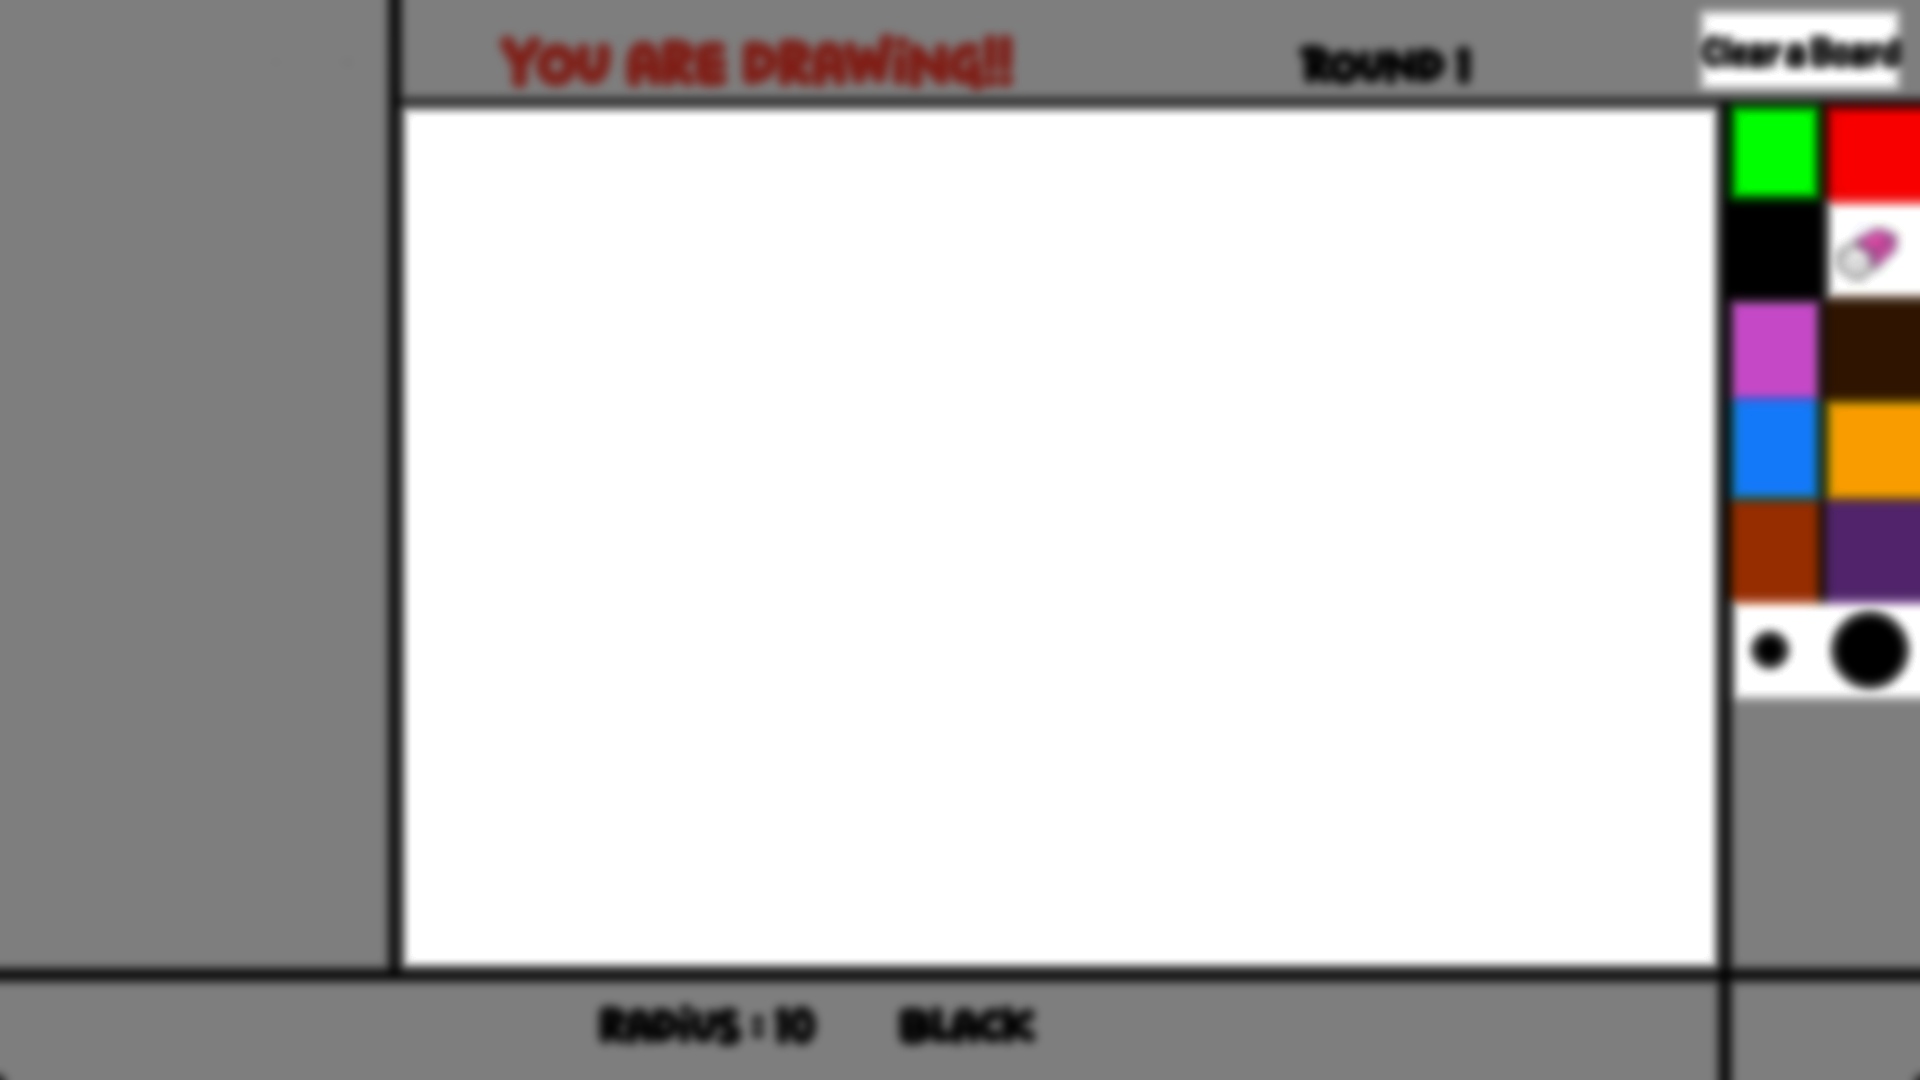 YOU ARE DRAWING!!
ROUND 1
Clear a Board
RADIUS : 10
BLACK